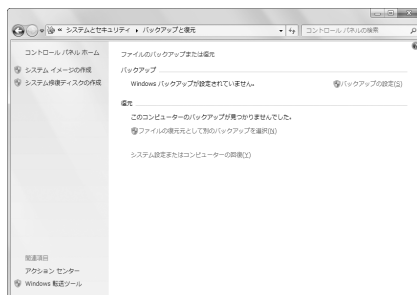 « システムとセキュリティ ▸ バックアップと復元
コントロール パネルの検索
コントロール パネル ホーム
システム イメージの作成
システム修復ディスクの作成
ファイルのバックアップまたは復元
バックアップ
Windows バックアップが設定されていません。
バックアップの設定(S)
復元
このコンピューターのバックアップが見つかりませんでした。
ファイルの復元元として別のバックアップを選択(N)
システム設定またはコンピューターの回復(Y)
関連項目
アクション センター
Windows 転送ツール